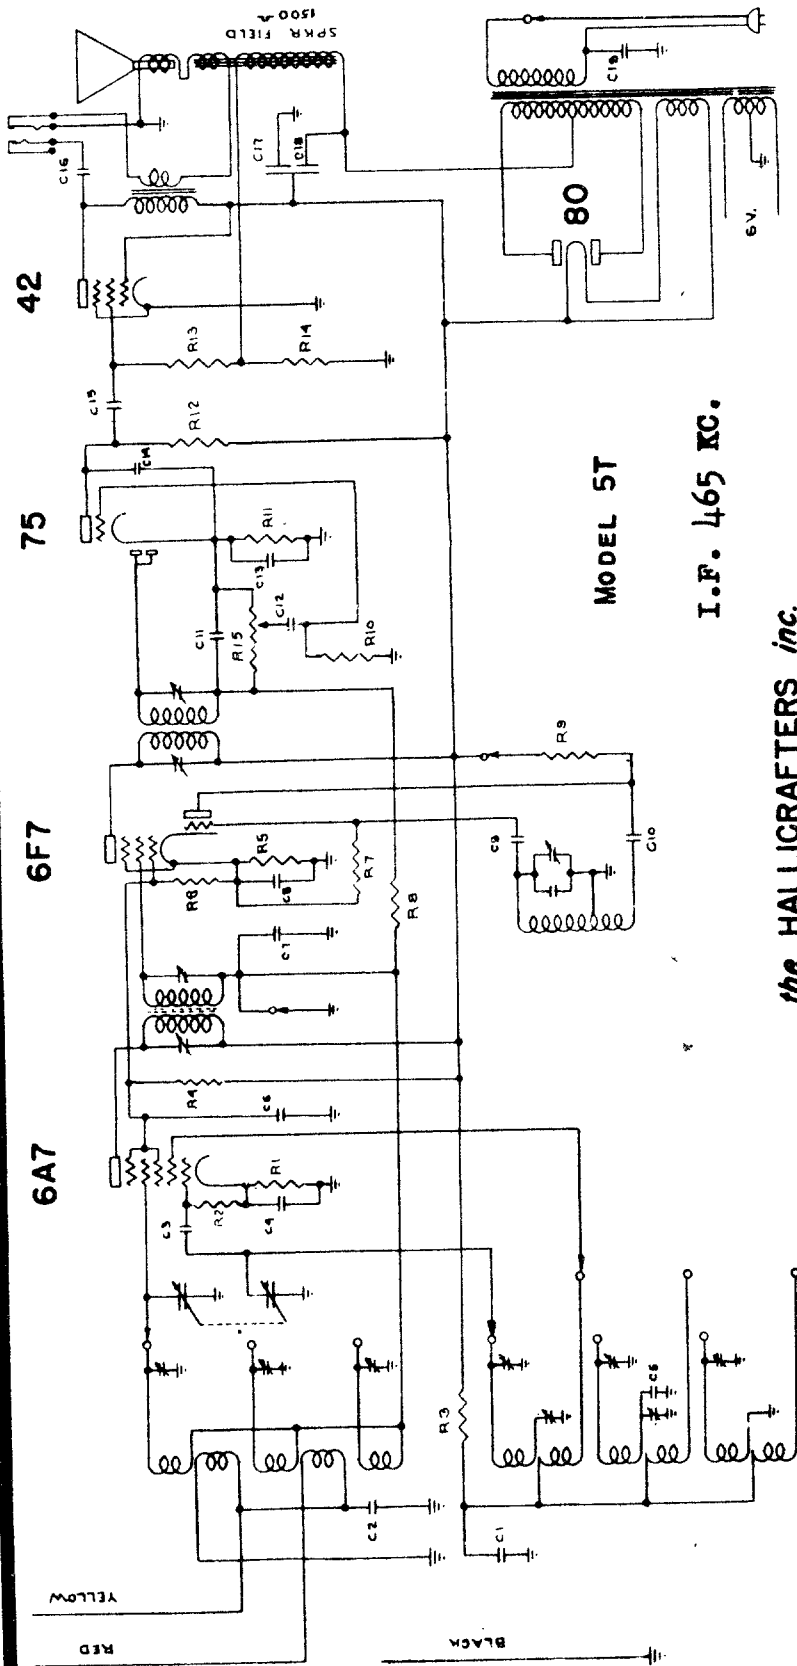 6A7
6F7
75
42
80
SPKR FIELD
1500 Ω
YELLOW
RED
BLACK
C1
C2
C3
C4
C5
C6
C7
C8
C9
C10
C11
C12
C13
C14
C15
C16
C17
C18
C19
R1
R2
R3
R4
R5
R6
R7
R8
R9
R10
R11
R12
R13
R14
R15
6 V.
MODEL 5T
I.F. 465 KC.
the HALLICRAFTERS inc.